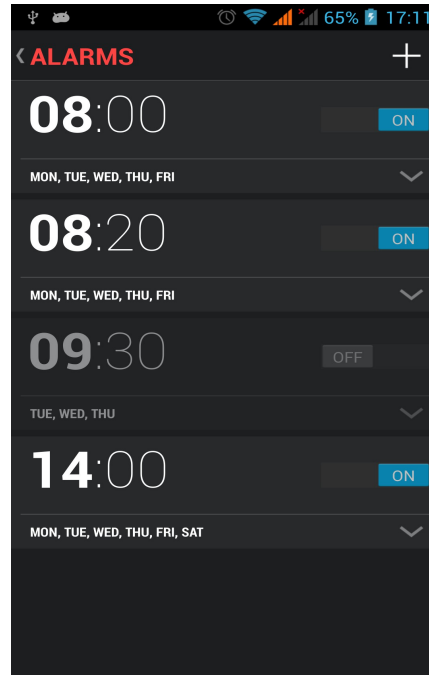 65% 17:11
ALARMS
08:00
ON
MON, TUE, WED, THU, FRI
08:20
ON
MON, TUE, WED, THU, FRI
09:30
OFF
TUE, WED, THU
14:00
ON
MON, TUE, WED, THU, FRI, SAT